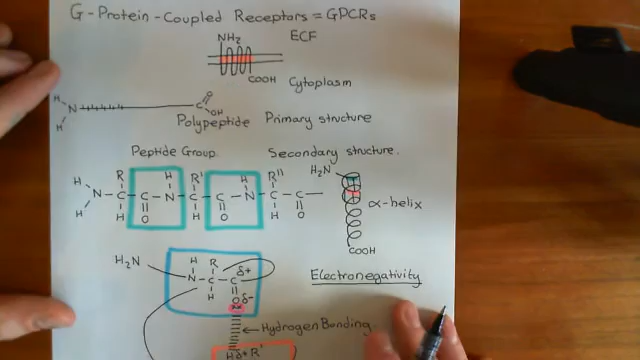 G-Protein-Coupled Receptors = GPCRs
NH₂
ECF
COOH
Cytoplasm
H
N
H
C
O
OH
Polypeptide Primary structure
Peptide Group.
Secondary structure.
H R H R' H R" H₂N
N - C - C - N - C - C - N - C - C -
H H O H O H O
α-helix
COOH
H₂N
H R
N - C - C δ+
H O δ-
Electronegativity
Hydrogen Bonding
H δ+ R'